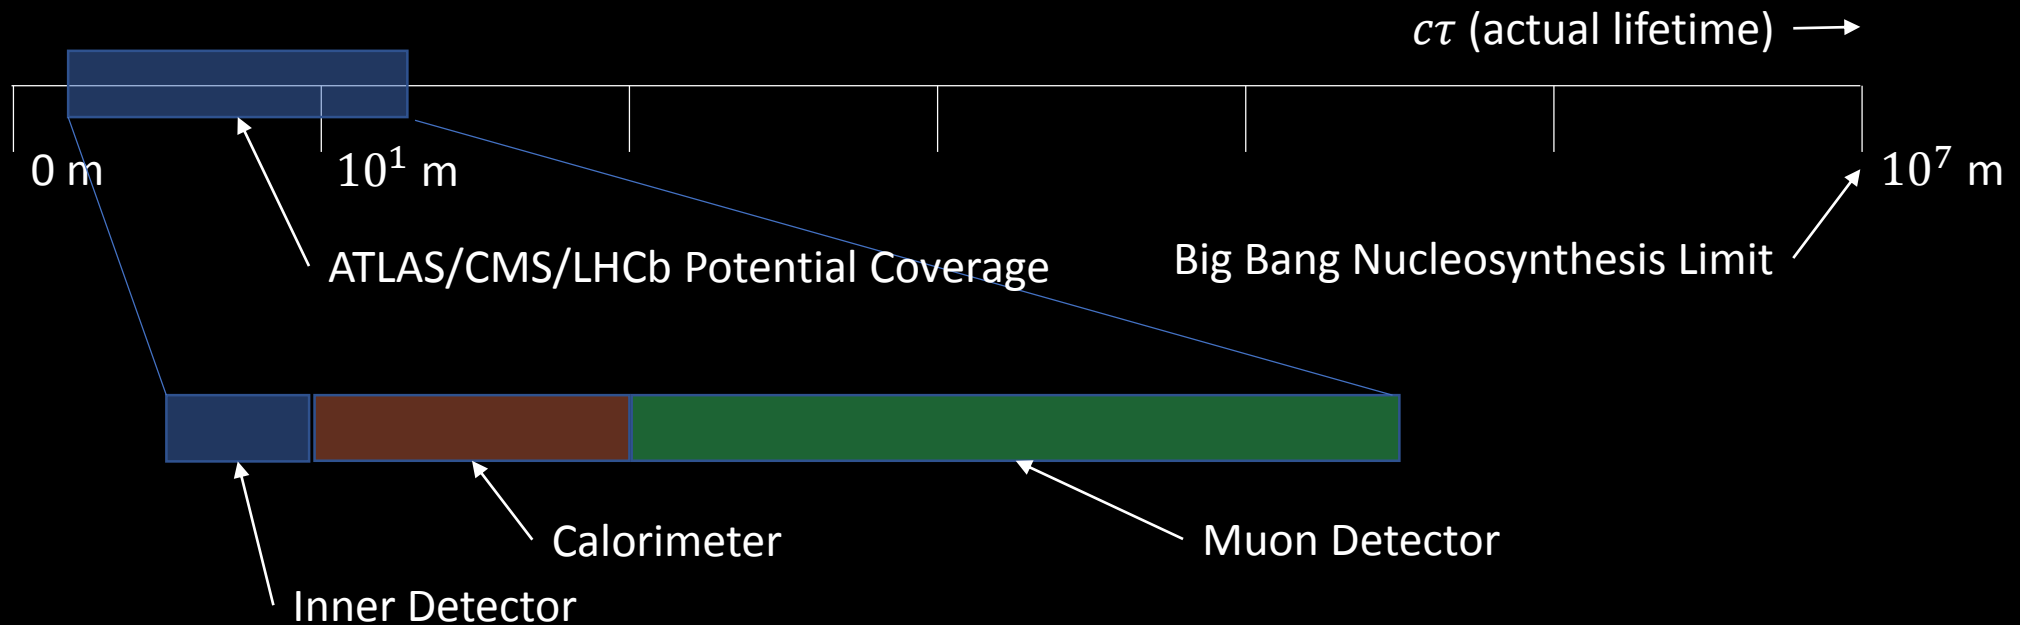 cτ (actual lifetime)
0 m
10¹ m
10⁷ m
ATLAS/CMS/LHCb Potential Coverage
Big Bang Nucleosynthesis Limit
Calorimeter
Muon Detector
Inner Detector